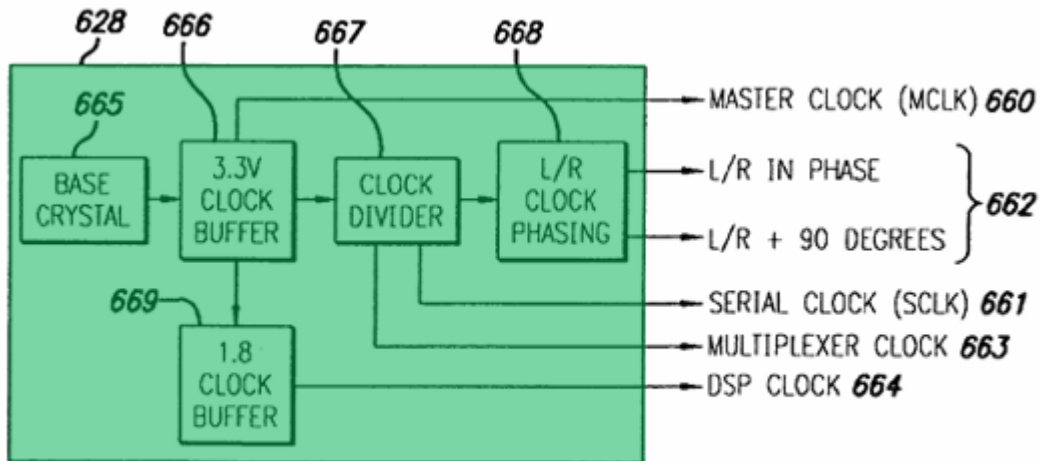 628 666 667 668
665
MASTER CLOCK (MCLK) 660
BASE
CRYSTAL
3.3V
CLOCK
BUFFER
CLOCK
DIVIDER
L/R
CLOCK
PHASING
L/R IN PHASE
L/R + 90 DEGREES
662
669
SERIAL CLOCK (SCLK) 661
1.8
CLOCK
BUFFER
MULTIPLEXER CLOCK 663
DSP CLOCK 664